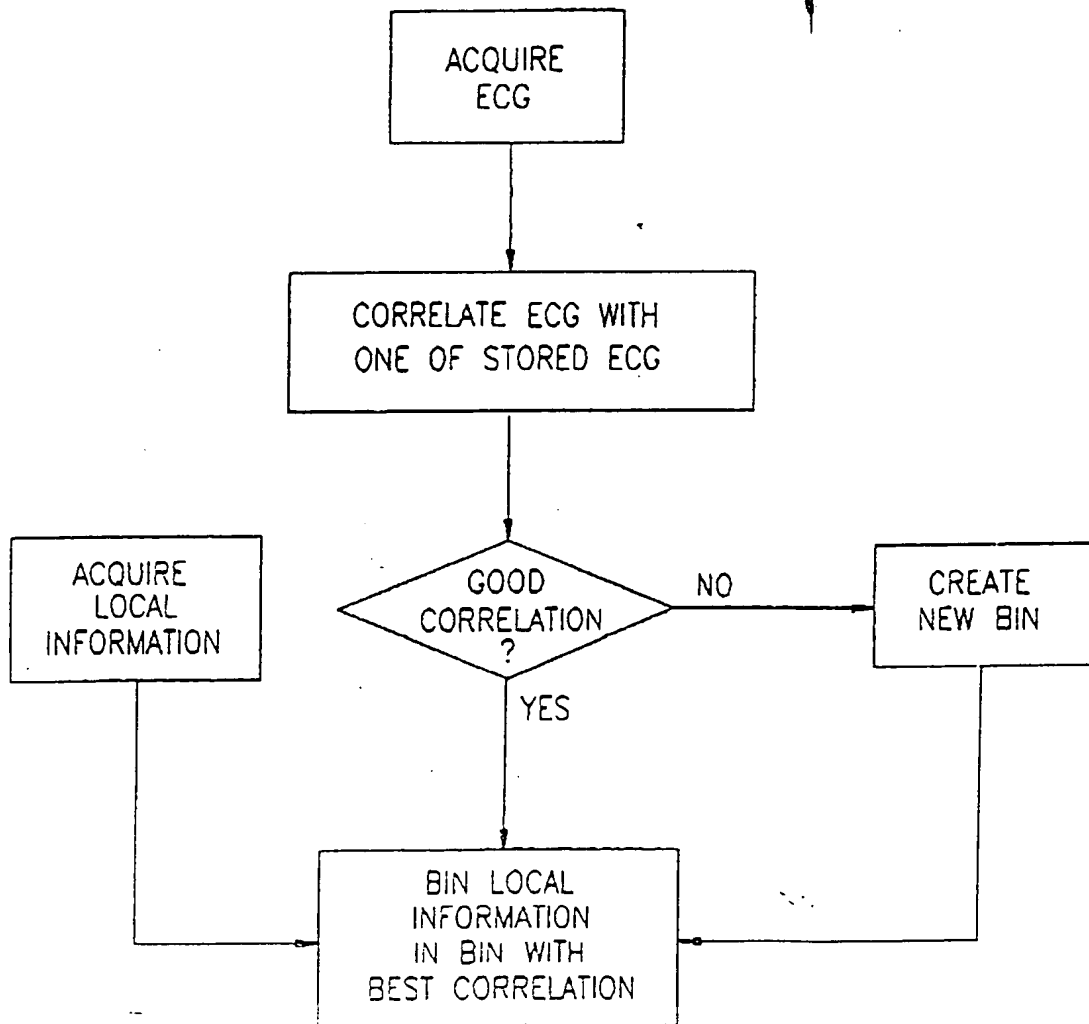 ACQUIRE
ECG
CORRELATE ECG WITH
ONE OF STORED ECG
ACQUIRE
LOCAL
INFORMATION
GOOD
CORRELATION
?
NO
CREATE
NEW BIN
YES
BIN LOCAL
INFORMATION
IN BIN WITH
BEST CORRELATION